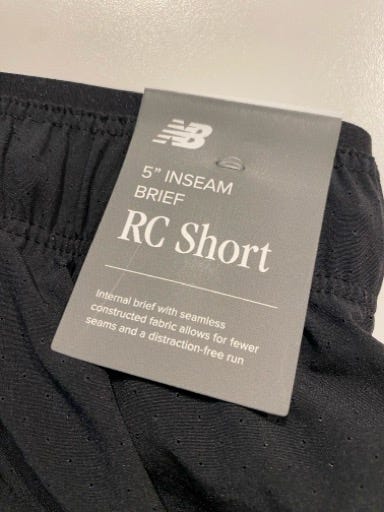 NB
5” INSEAM
BRIEF
RC Short
Internal brief with seamless
constructed fabric allows for fewer
seams and a distraction-free run